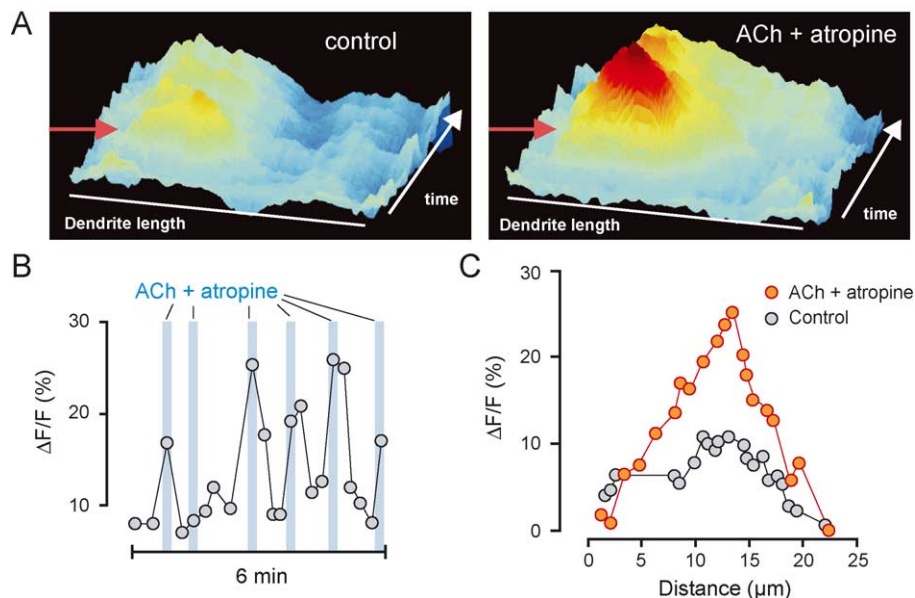 A
control
ACh + atropine
Dendrite length
time
Dendrite length
time
B
ACh + atropine
30
20
10
ΔF/F (%)
6 min
C
30
20
10
0
ΔF/F (%)
ACh + atropine
Control
0 5 10 15 20 25
Distance (µm)